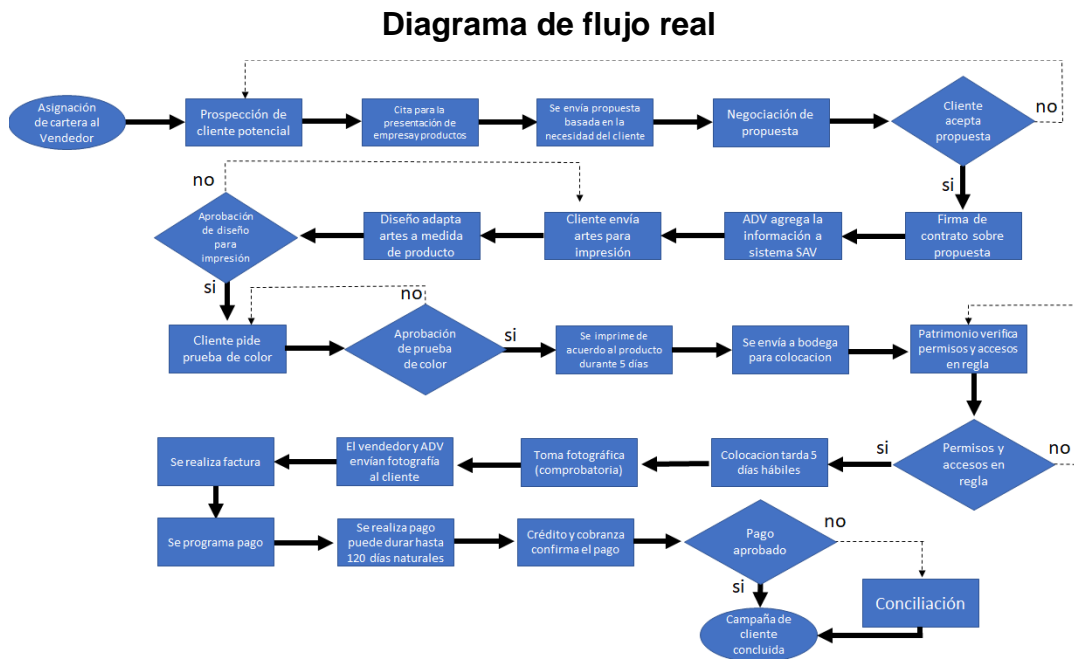 Diagrama de flujo real
Asignación
de cartera al
Vendedor
Prospección de
cliente potencial
Cita para la
presentación de
empresay productos
Se envía propuesta
basada en la
necesidad del cliente
Negociación de
propuesta
Cliente
acepta
propuesta
no
si
Firma de
contrato sobre
propuesta
ADV agrega la
información a
sistema SAV
Cliente envía
artes para
impresión
Diseño adapta
artes a medida
de producto
Aprobación
de diseño
para
impresión
no
si
Cliente pide
prueba de color
Aprobación
de prueba
de color
no
si
Se imprime de
acuerdo al producto
durante 5 días
Se envía a bodega
para colocacion
Patrimonio verifica
permisos y accesos
en regla
Permisos y
accesos en
regla
no
si
Colocacion tarda 5
días hábiles
Toma fotográfica
(comprobatoria)
El vendedor y ADV
envían fotografía
al cliente
Se realiza factura
Se programa pago
Se realiza pago
puede durar hasta
120 días naturales
Crédito y cobranza
confirma el pago
Pago
aprobado
no
si
Conciliación
Campaña de
cliente
concluida